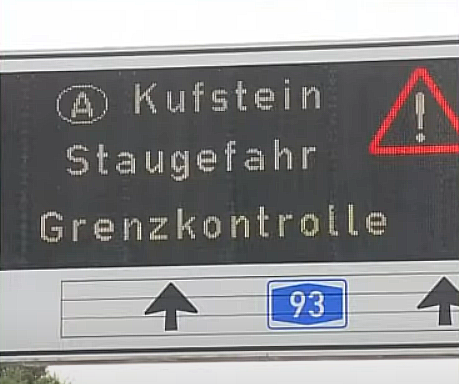 A Kufstein
Staugefahr
Grenzkontrolle
93